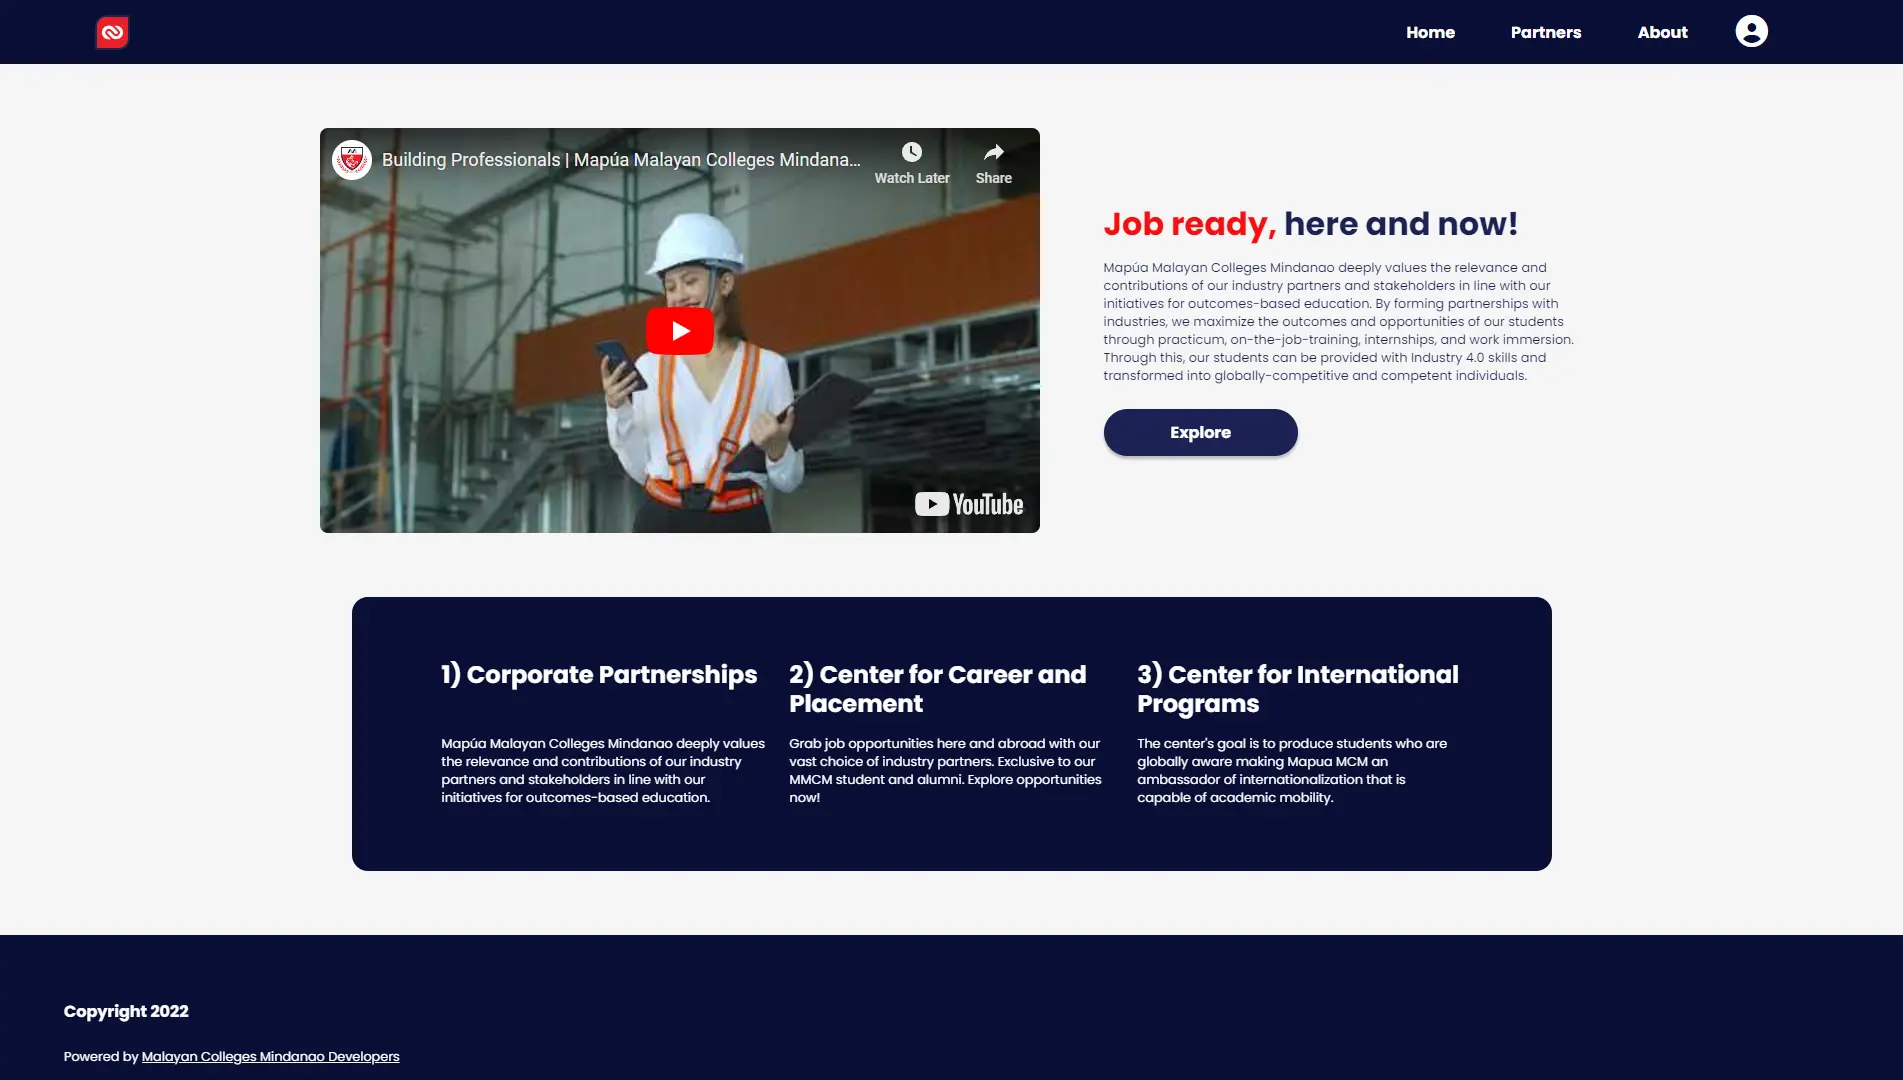 Home
Partners
About
Building Professionals | Mapúa Malayan Colleges Mindana...
Watch Later
Share
YouTube
Job ready, here and now!
Mapúa Malayan Colleges Mindanao deeply values the relevance and
contributions of our industry partners and stakeholders in line with our
initiatives for outcomes-based education. By forming partnerships with
industries, we maximize the outcomes and opportunities of our students
through practicum, on-the-job-training, internships, and work immersion.
Through this, our students can be provided with Industry 4.0 skills and
transformed into globally-competitive and competent individuals.
Explore
1) Corporate Partnerships
Mapúa Malayan Colleges Mindanao deeply values
the relevance and contributions of our industry
partners and stakeholders in line with our
initiatives for outcomes-based education.
2) Center for Career and
Placement
Grab job opportunities here and abroad with our
vast choice of industry partners. Exclusive to our
MMCM student and alumni. Explore opportunities
now!
3) Center for International
Programs
The center's goal is to produce students who are
globally aware making Mapua MCM an
ambassador of internationalization that is
capable of academic mobility.
Copyright 2022
Powered by Malayan Colleges Mindanao Developers